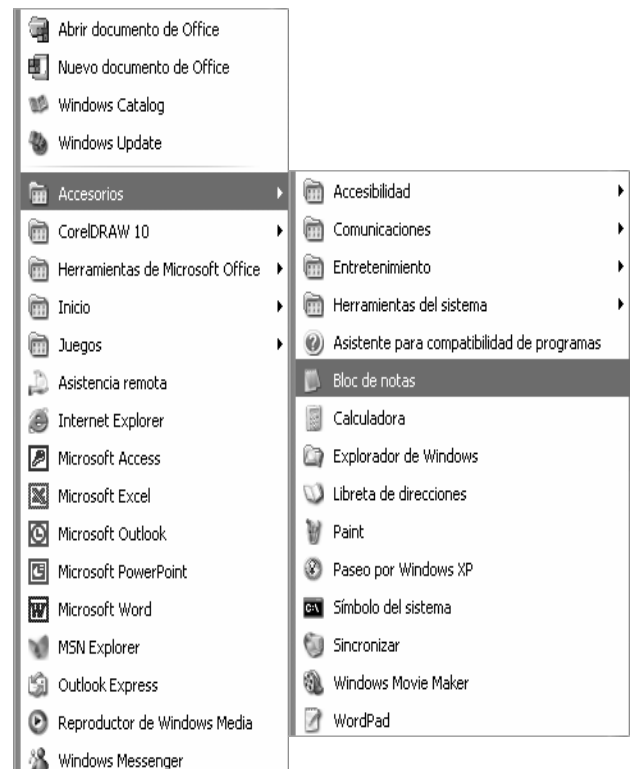 Abrir documento de Office
Nuevo documento de Office
Windows Catalog
Windows Update
Accesorios
CorelDRAW 10
Herramientas de Microsoft Office
Inicio
Juegos
Asistencia remota
Internet Explorer
Microsoft Access
Microsoft Excel
Microsoft Outlook
Microsoft PowerPoint
Microsoft Word
MSN Explorer
Outlook Express
Reproductor de Windows Media
Windows Messenger
Accesibilidad
Comunicaciones
Entretenimiento
Herramientas del sistema
Asistente para compatibilidad de programas
Bloc de notas
Calculadora
Explorador de Windows
Libreta de direcciones
Paint
Paseo por Windows XP
Símbolo del sistema
Sincronizar
Windows Movie Maker
WordPad